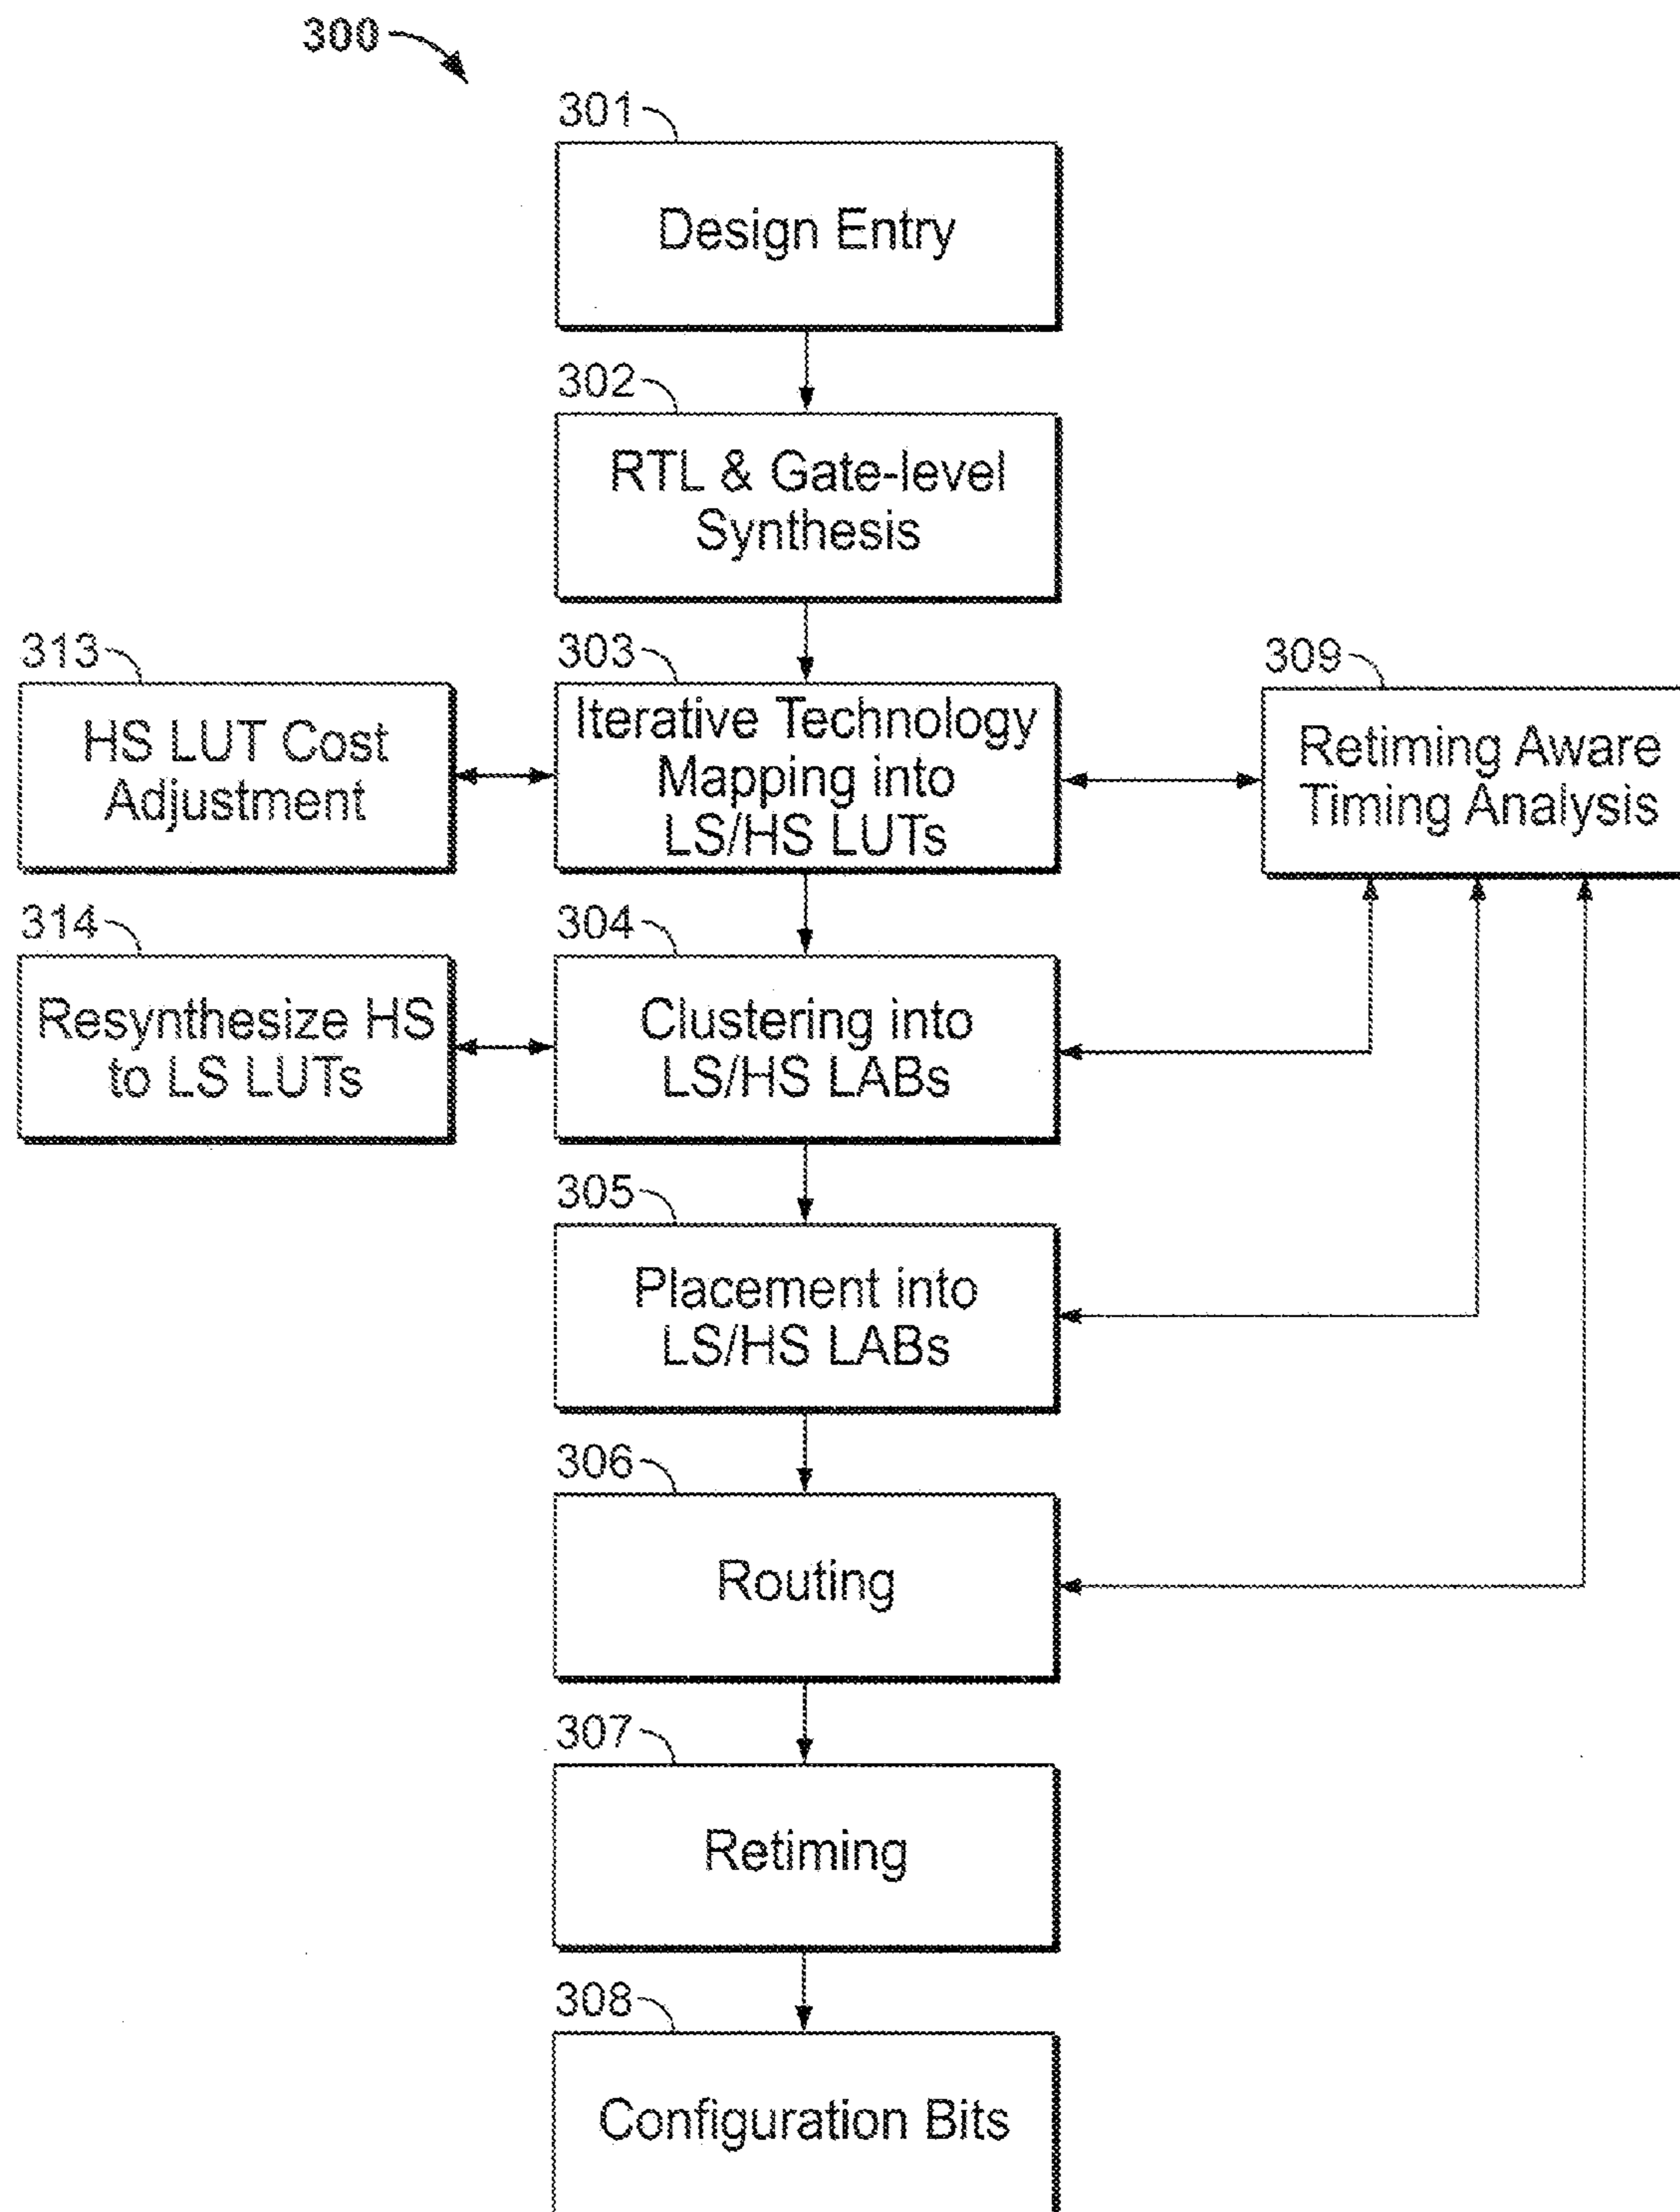 300
301
Design Entry
302
RTL & Gate-level
Synthesis
313
HS LUT Cost
Adjustment
303
Iterative Technology
Mapping into
LS/HS LUTs
309
Retiming Aware
Timing Analysis
314
Resynthesize HS
to LS LUTs
304
Clustering into
LS/HS LABs
305
Placement into
LS/HS LABs
306
Routing
307
Retiming
308
Configuration Bits